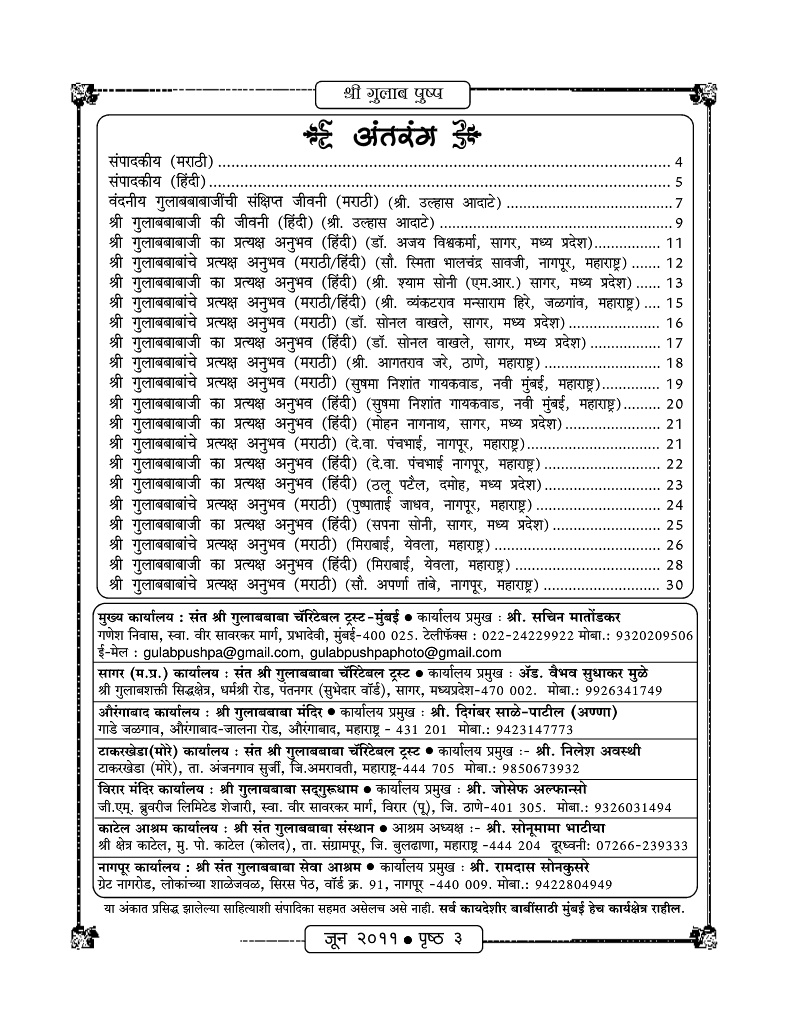 श्री गुलाब पुष्प
अंतरंग
संपादकीय (मराठी) ........ 4
संपादकीय (हिंदी) ........ 5
वंदनीय गुलाबबाबाजींची संक्षिप्त जीवनी (मराठी) (श्री. उल्हास आदाटे) ........ 7
श्री गुलाबबाबाजी की जीवनी (हिंदी) (श्री. उल्हास आदाटे) ........ 9
श्री गुलाबबाबाजी का प्रत्यक्ष अनुभव (हिंदी) (डॉ. अजय विश्वकर्मा, सागर, मध्य प्रदेश)........ 11
श्री गुलाबबाबांचे प्रत्यक्ष अनुभव (मराठी/हिंदी) (सौ. स्मिता भालचंद्र सावजी, नागपूर, महाराष्ट्र) ....... 12
श्री गुलाबबाबाजी का प्रत्यक्ष अनुभव (हिंदी) (श्री. श्याम सोनी (एम.आर.) सागर, मध्य प्रदेश) ...... 13
श्री गुलाबबाबांचे प्रत्यक्ष अनुभव (मराठी/हिंदी) (श्री. व्यंकटराव मन्साराम हिरे, जळगांव, महाराष्ट्र) .... 15
श्री गुलाबबाबांचे प्रत्यक्ष अनुभव (मराठी) (डॉ. सोनल वाखले, सागर, मध्य प्रदेश) ........ 16
श्री गुलाबबाबाजी का प्रत्यक्ष अनुभव (हिंदी) (डॉ. सोनल वाखले, सागर, मध्य प्रदेश) ........ 17
श्री गुलाबबाबांचे प्रत्यक्ष अनुभव (मराठी) (श्री. आगतराव जरे, ठाणे, महाराष्ट्र) ........ 18
श्री गुलाबबाबांचे प्रत्यक्ष अनुभव (मराठी) (सुषमा निशांत गायकवाड, नवी मुंबई, महाराष्ट्र)........ 19
श्री गुलाबबाबाजी का प्रत्यक्ष अनुभव (हिंदी) (सुषमा निशांत गायकवाड, नवी मुंबई, महाराष्ट्र)......... 20
श्री गुलाबबाबाजी का प्रत्यक्ष अनुभव (हिंदी) (मोहन नागनाथ, सागर, मध्य प्रदेश) ........ 21
श्री गुलाबबाबांचे प्रत्यक्ष अनुभव (मराठी) (दे.वा. पंचभाई, नागपूर, महाराष्ट्र)........ 21
श्री गुलाबबाबाजी का प्रत्यक्ष अनुभव (हिंदी) (दे.वा. पंचभाई नागपूर, महाराष्ट्र) ........ 22
श्री गुलाबबाबाजी का प्रत्यक्ष अनुभव (हिंदी) (ठलू पटैल, दमोह, मध्य प्रदेश) ........ 23
श्री गुलाबबाबांचे प्रत्यक्ष अनुभव (मराठी) (पुष्पाताई जाधव, नागपूर, महाराष्ट्र) ........ 24
श्री गुलाबबाबाजी का प्रत्यक्ष अनुभव (हिंदी) (सपना सोनी, सागर, मध्य प्रदेश) ........ 25
श्री गुलाबबाबांचे प्रत्यक्ष अनुभव (मराठी) (मिराबाई, येवला, महाराष्ट्र) ........ 26
श्री गुलाबबाबाजी का प्रत्यक्ष अनुभव (हिंदी) (मिराबाई, येवला, महाराष्ट्र) ........ 28
श्री गुलाबबाबांचे प्रत्यक्ष अनुभव (मराठी) (सौ. अपर्णा तांबे, नागपूर, महाराष्ट्र) ........ 30
मुख्य कार्यालय : संत श्री गुलाबबाबा चॅरिटेबल ट्रस्ट-मुंबई ● कार्यालय प्रमुख : श्री. सचिन मातोंडकर
गणेश निवास, स्वा. वीर सावरकर मार्ग, प्रभादेवी, मुंबई-400 025. टेलीफॅक्स : 022-24229922 मोबा.: 9320209506
ई-मेल : gulabpushpa@gmail.com, gulabpushpaphoto@gmail.com
सागर (म.प्र.) कार्यालय : संत श्री गुलाबबाबा चॅरिटेबल ट्रस्ट ● कार्यालय प्रमुख : ॲड. वैभव सुधाकर मुळे
श्री गुलाबशक्ती सिद्धक्षेत्र, धर्मश्री रोड, पंतनगर (सुभेदार वॉर्ड), सागर, मध्यप्रदेश-470 002. मोबा.: 9926341749
औरंगाबाद कार्यालय : श्री गुलाबबाबा मंदिर ● कार्यालय प्रमुख : श्री. दिगंबर साळे-पाटील (अण्णा)
गाडे जळगाव, औरंगाबाद-जालना रोड, औरंगाबाद, महाराष्ट्र - 431 201 मोबा.: 9423147773
टाकरखेडा(मोरे) कार्यालय : संत श्री गुलाबबाबा चॅरिटेबल ट्रस्ट ● कार्यालय प्रमुख :- श्री. निलेश अवस्थी
टाकरखेडा (मोरे), ता. अंजनगाव सुर्जी, जि.अमरावती, महाराष्ट्र-444 705 मोबा.: 9850673932
विरार मंदिर कार्यालय : श्री गुलाबबाबा सद्‌गुरूधाम ● कार्यालय प्रमुख : श्री. जोसेफ अल्फान्सो
जी.एम्. ब्रुवरीज लिमिटेड शेजारी, स्वा. वीर सावरकर मार्ग, विरार (पू), जि. ठाणे-401 305. मोबा.: 9326031494
काटेल आश्रम कार्यालय : श्री संत गुलाबबाबा संस्थान ● आश्रम अध्यक्ष :- श्री. सोनूमामा भाटीया
श्री क्षेत्र काटेल, मु. पो. काटेल (कोलद), ता. संग्रामपूर, जि. बुलढाणा, महाराष्ट्र -444 204 दूरध्वनी: 07266-239333
नागपूर कार्यालय : श्री संत गुलाबबाबा सेवा आश्रम ● कार्यालय प्रमुख : श्री. रामदास सोनकुसरे
ग्रेट नागरोड, लोकांच्या शाळेजवळ, सिरस पेठ, वॉर्ड क्र. 91, नागपूर -440 009. मोबा.: 9422804949
या अंकात प्रसिद्ध झालेल्या साहित्याशी संपादिका सहमत असेलच असे नाही. सर्व कायदेशीर बाबींसाठी मुंबई हेच कार्यक्षेत्र राहील.
जून २०११ ● पृष्ठ ३